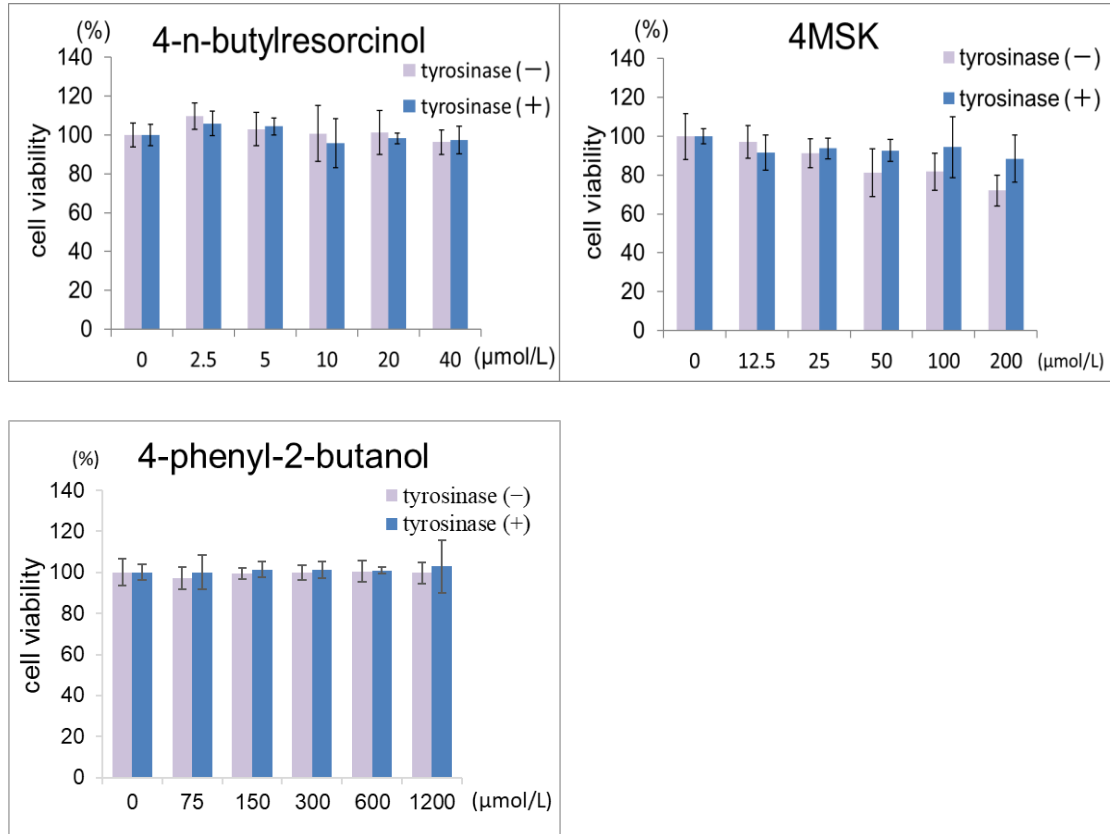 (%)
4-n-butylresorcinol
tyrosinase (−)
tyrosinase (+)
140
120
100
80
60
40
20
0
cell viability
0 2.5 5 10 20 40 (μmol/L)
(%)
4MSK
tyrosinase (−)
tyrosinase (+)
140
120
100
80
60
40
20
0
cell viability
0 12.5 25 50 100 200 (μmol/L)
(%)
4-phenyl-2-butanol
tyrosinase (−)
tyrosinase (+)
140
120
100
80
60
40
20
0
cell viability
0 75 150 300 600 1200 (μmol/L)